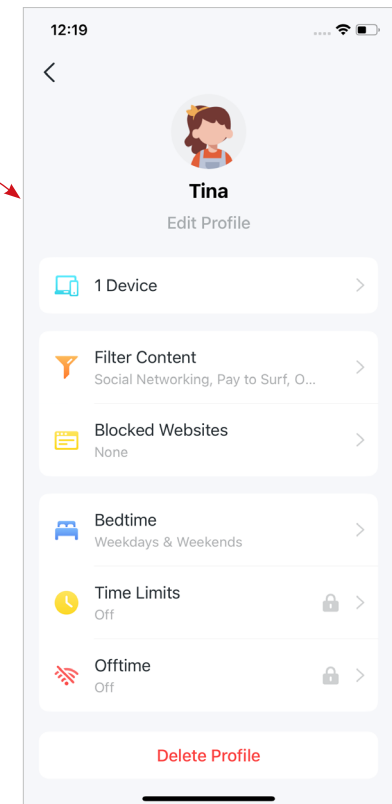 12:19
Tina
Edit Profile
1 Device
Filter Content
Social Networking, Pay to Surf, O...
Blocked Websites
None
Bedtime
Weekdays & Weekends
Time Limits
Off
Offtime
Off
Delete Profile